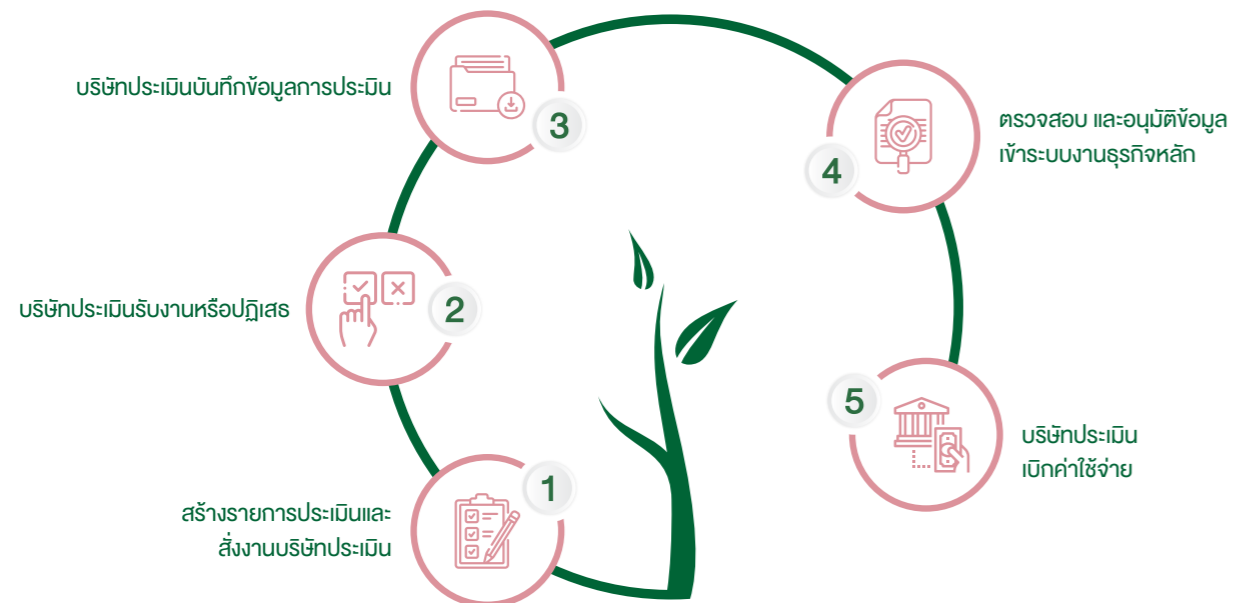 บริษัทประเมินบันทึกข้อมูลการประมิน
3
ตรวจสอบ และอนุมัติข้อมูล
เข้าระบบงานธุรกิจหลัก
4
บริษัทประเมินรับงานหรือปฏิเสธ
2
5
บริษัทประเมิน
เบิกค่าใช้จ่าย
1
สร้างรายการประเมินและ
สั่งงานบริษัทประเมิน